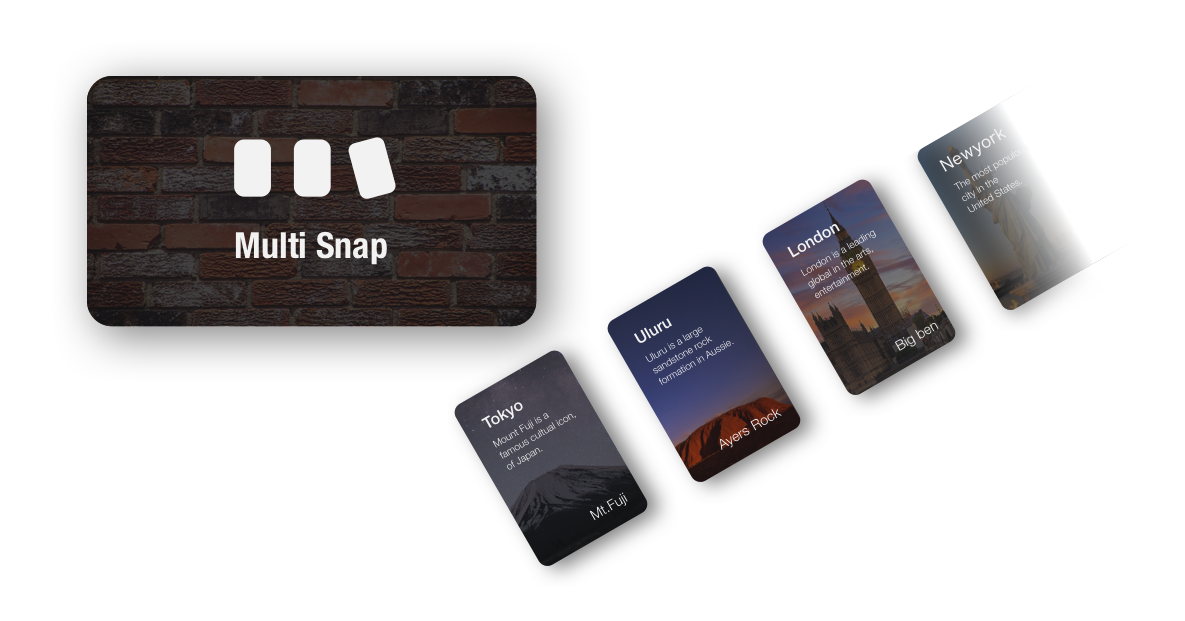 Multi Snap
Tokyo
Mount Fuji is a
famous cultual icon,
of Japan.
Mt.Fuji
Uluru
Uluru is a large
sandstone rock
formation in Aussie.
Ayers Rock
London
London is a leading
global in the arts,
entertainment.
Big ben
Newyork
The most populous
city in the
United States.